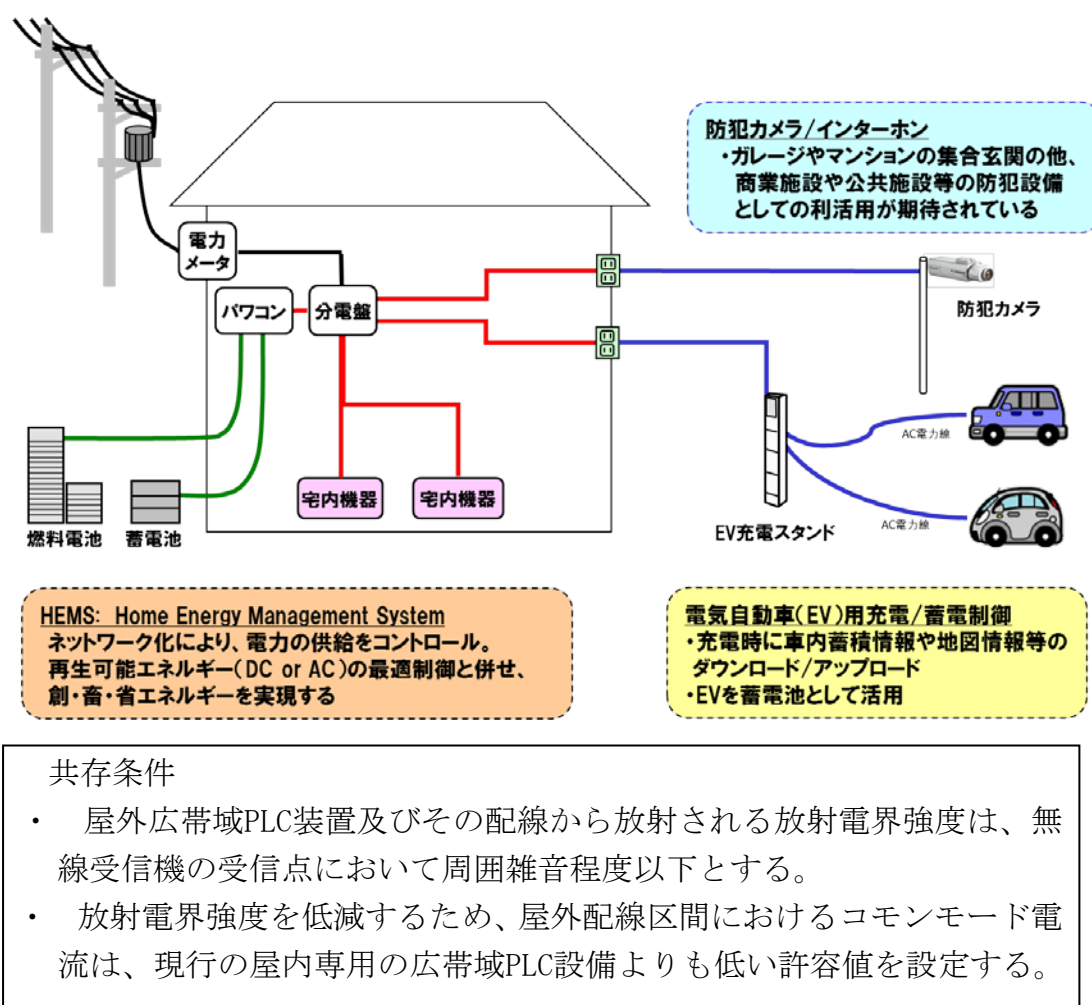 防犯カメラ/インターホン
・ガレージやマンションの集合玄関の他、
商業施設や公共施設等の防犯設備
としての利活用が期待されている
電力
メータ
パワコン
分電盤
防犯カメラ
AC電力線
宅内機器
宅内機器
燃料電池
蓄電池
EV充電スタンド
AC電力線
HEMS: Home Energy Management System
ネットワーク化により、電力の供給をコントロール。
再生可能エネルギー(DC or AC)の最適制御と併せ、
創・畜・省エネルギーを実現する
電気自動車(EV)用充電/蓄電制御
・充電時に車内蓄積情報や地図情報等の
ダウンロード/アップロード
・EVを蓄電池として活用
共存条件
・ 屋外広帯域PLC装置及びその配線から放射される放射電界強度は、無
線受信機の受信点において周囲雑音程度以下とする。
・ 放射電界強度を低減するため、屋外配線区間におけるコモンモード電
流は、現行の屋内専用の広帯域PLC設備よりも低い許容値を設定する。